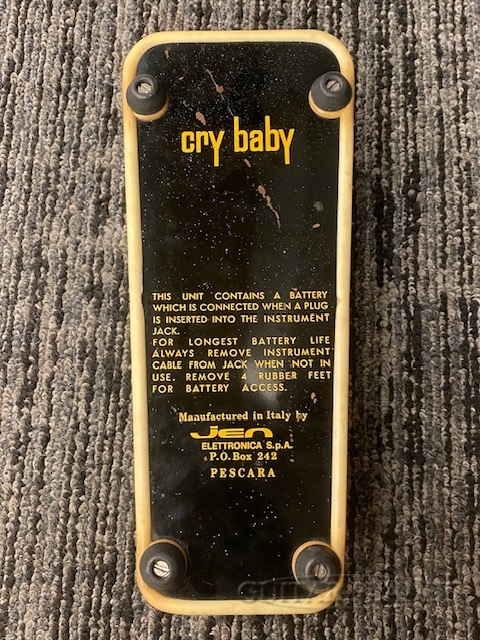 cry baby
THIS UNIT CONTAINS A BATTERY
WHICH IS CONNECTED WHEN A PLUG
IS INSERTED INTO THE INSTRUMENT
JACK.
FOR LONGEST BATTERY LIFE
ALWAYS REMOVE INSTRUMENT
CABLE FROM JACK WHEN NOT IN
USE. REMOVE 4 RUBBER FEET
FOR BATTERY ACCESS.
Manufactured in Italy by
Jen
ELETTRONICA S.p.A.
P.O. Box 242
PESCARA